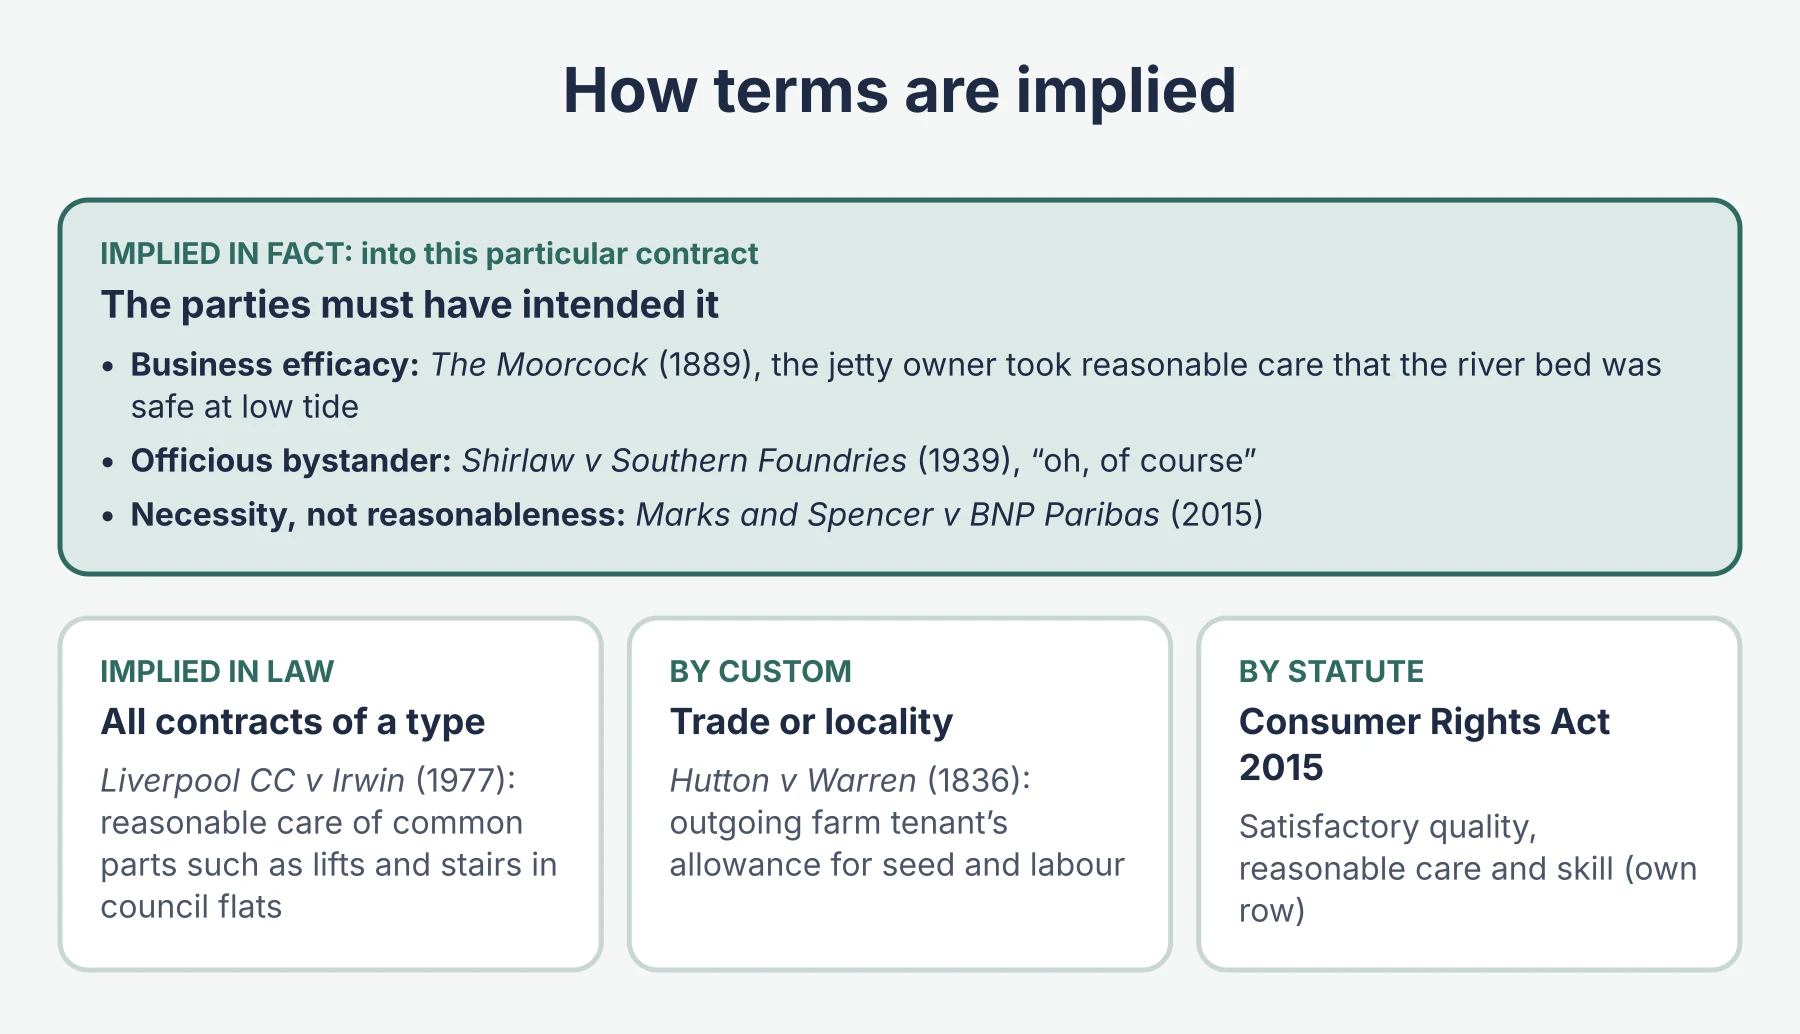 How terms are implied
IMPLIED IN FACT: into this particular contract
The parties must have intended it
• Business efficacy: The Moorcock (1889), the jetty owner took reasonable care that the river bed was
safe at low tide
• Officious bystander: Shirlaw v Southern Foundries (1939), “oh, of course”
• Necessity, not reasonableness: Marks and Spencer v BNP Paribas (2015)
IMPLIED IN LAW
All contracts of a type
Liverpool CC v Irwin (1977):
reasonable care of common
parts such as lifts and stairs in
council flats
BY CUSTOM
Trade or locality
Hutton v Warren (1836):
outgoing farm tenant’s
allowance for seed and labour
BY STATUTE
Consumer Rights Act
2015
Satisfactory quality,
reasonable care and skill (own
row)